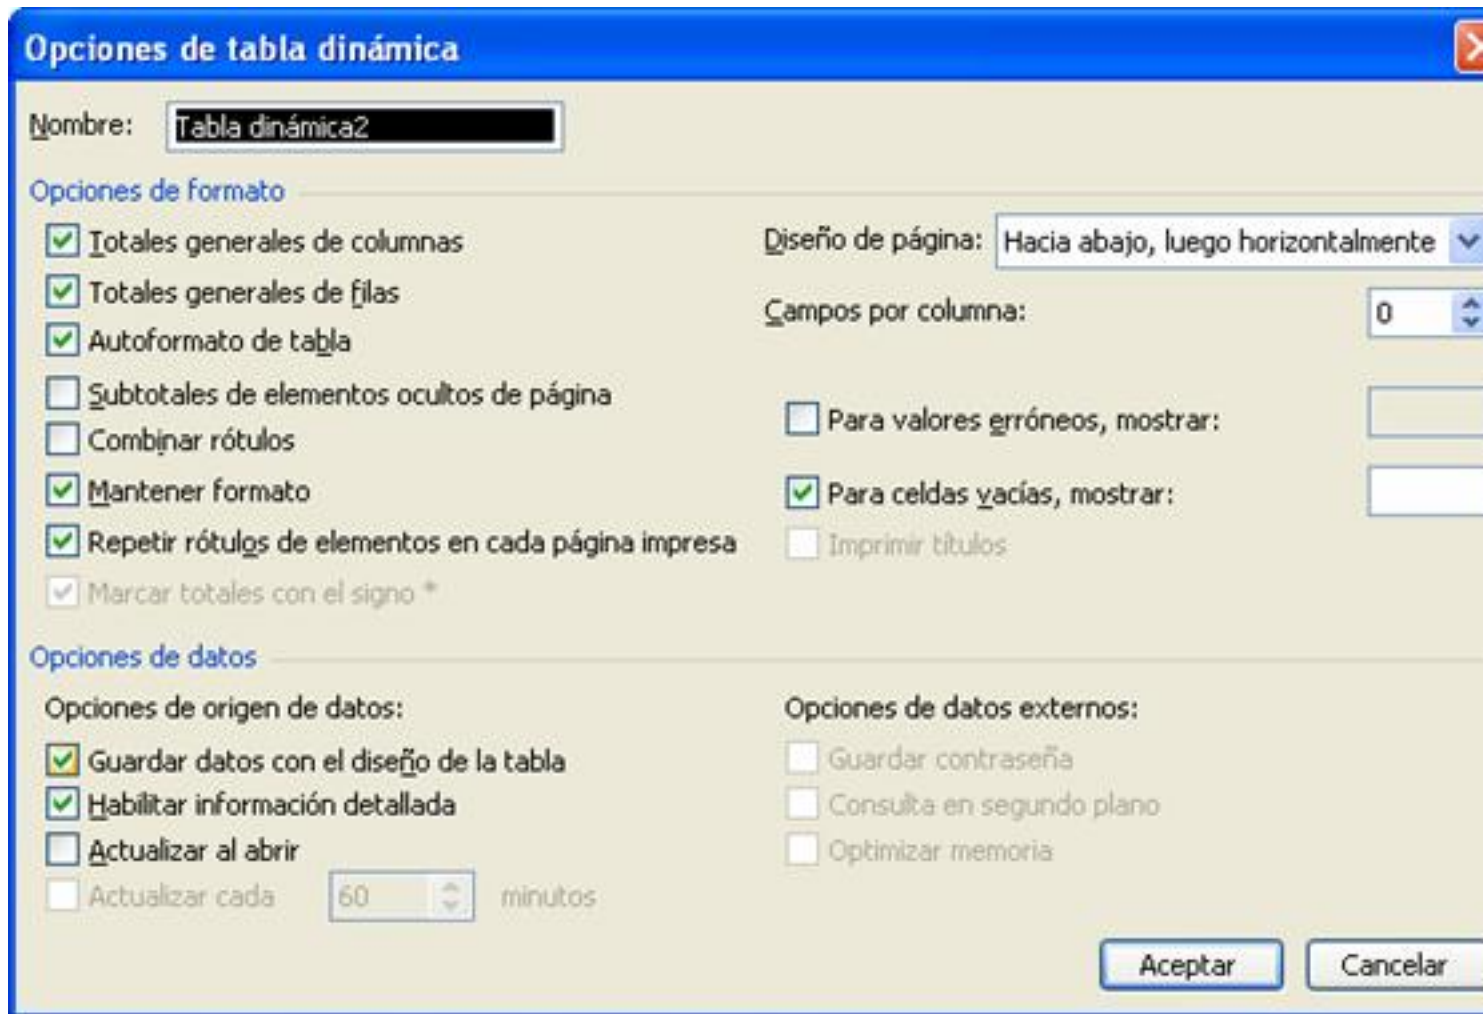 Opciones de tabla dinámica
Nombre: Tabla dinámica2
Opciones de formato
Totales generales de columnas
Totales generales de filas
Autoformato de tabla
Subtotales de elementos ocultos de página
Combinar rótulos
Mantener formato
Repetir rótulos de elementos en cada página impresa
Marcar totales con el signo *
Diseño de página: Hacia abajo, luego horizontalmente
Campos por columna: 0
Para valores erróneos, mostrar:
Para celdas vacías, mostrar:
Imprimir títulos
Opciones de datos
Opciones de origen de datos:
Guardar datos con el diseño de la tabla
Habilitar información detallada
Actualizar al abrir
Actualizar cada 60 minutos
Opciones de datos externos:
Guardar contraseña
Consulta en segundo plano
Optimizar memoria
Aceptar Cancelar